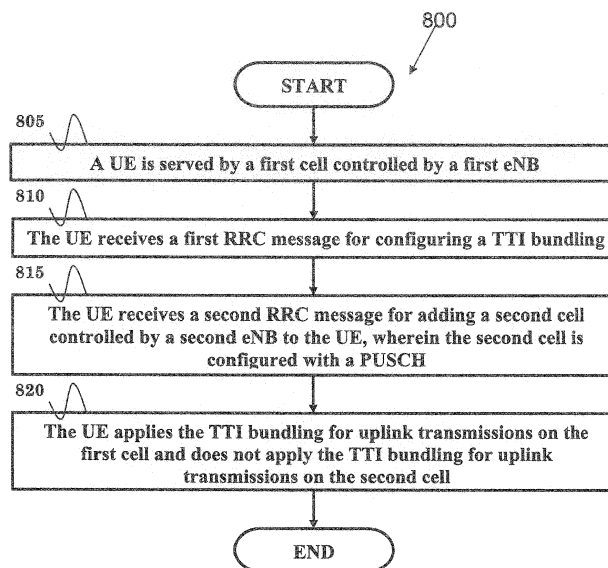 800
START
805
A UE is served by a first cell controlled by a first eNB
810
The UE receives a first RRC message for configuring a TTI bundling
815
The UE receives a second RRC message for adding a second cell
controlled by a second eNB to the UE, wherein the second cell is
configured with a PUSCH
820
The UE applies the TTI bundling for uplink transmissions on the
first cell and does not apply the TTI bundling for uplink
transmissions on the second cell
END